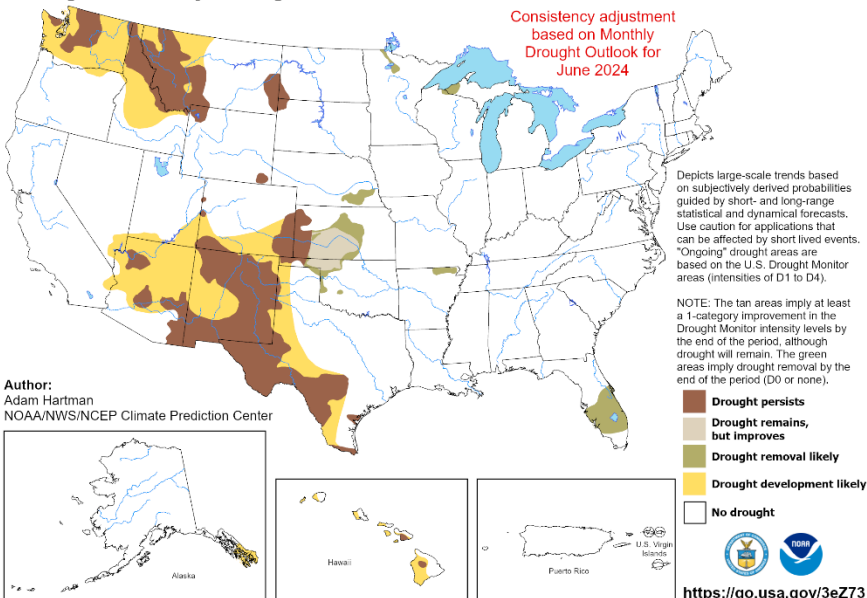 Consistency adjustment
based on Monthly
Drought Outlook for
June 2024
Depicts large-scale trends based
on subjectively derived probabilities
guided by short- and long-range
statistical and dynamical forecasts.
Use caution for applications that
can be affected by short lived events.
"Ongoing" drought areas are
based on the U.S. Drought Monitor
areas (intensities of D1 to D4).
NOTE: The tan areas imply at least
a 1-category improvement in the
Drought Monitor intensity levels by
the end of the period, although
drought will remain. The green
areas imply drought removal by the
end of the period (D0 or none).
Author:
Adam Hartman
NOAA/NWS/NCEP Climate Prediction Center
Drought persists
Drought remains,
but improves
Drought removal likely
Drought development likely
No drought
Alaska
Hawaii
Puerto Rico
U.S. Virgin
Islands
NOAA
https://go.usa.gov/3eZ73